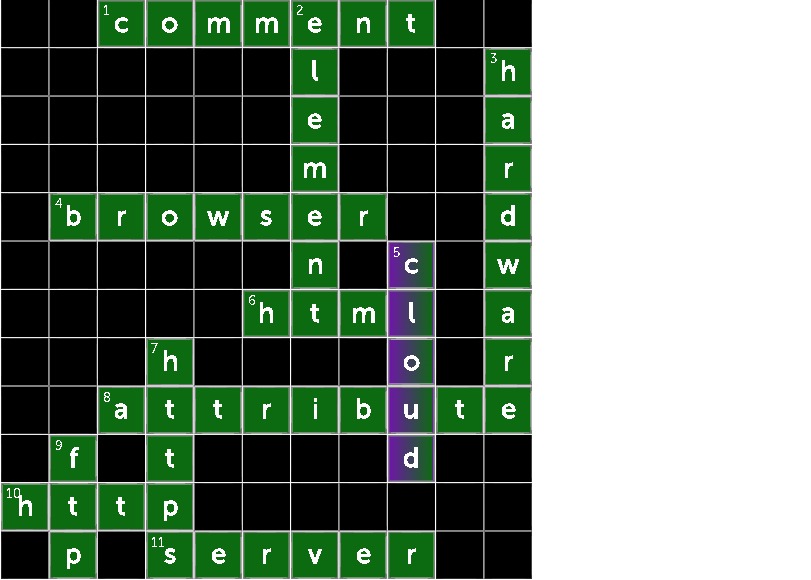 1 c o m m 2 e n t
l 3 h
e a
m r
4 b r o w s e r d
n 5 c w
6 h t m l a
7 h o r
8 a t t r i b u t e
9 f t d
10 h t t p
p 11 s e r v e r